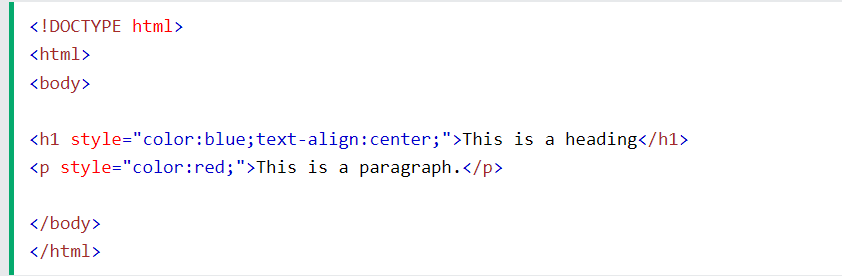 <!DOCTYPE html>
<html>
<body>
<h1 style="color:blue;text-align:center;">This is a heading</h1>
<p style="color:red;">This is a paragraph.</p>
</body>
</html>